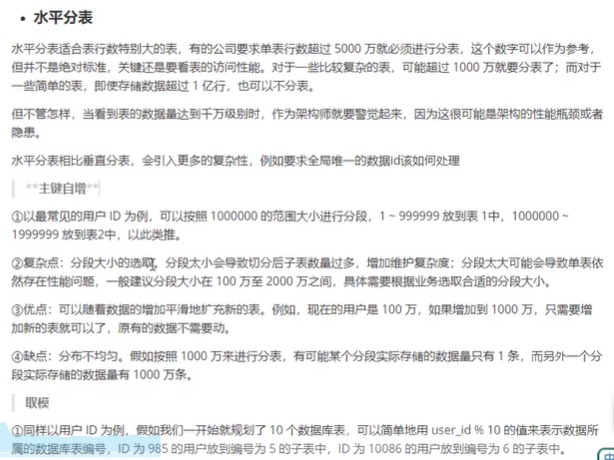 水平分表
水平分表适合表行数特别大的表，有的公司要求单表行数超过 5000 万就必须进行分表，这个数字可以作为参考，
但并不是绝对标准，关键还是要看表的访问性能。对于一些比较复杂的表，可能超过 1000 万就要分表了；而对于
一些简单的表，即使存储数据超过 1 亿行，也可以不分表。
但不管怎样，当看到表的数据量达到千万级别时，作为架构师就要警觉起来，因为这很可能是架构的性能瓶颈或者
隐患。
水平分表相比垂直分表，会引入更多的复杂性，例如要求全局唯一的数据id该如何处理
**主键自增**
①以最常见的用户 ID 为例，可以按照 1000000 的范围大小进行分段，1 ~ 999999 放到表 1中，1000000 ~
1999999 放到表2中，以此类推。
②复杂点：分段大小的选取。分段太小会导致切分后子表数量过多，增加维护复杂度；分段太大可能会导致单表依
然存在性能问题，一般建议分段大小在 100 万至 2000 万之间，具体需要根据业务选取合适的分段大小。
③优点：可以随着数据的增加平滑地扩充新的表。例如，现在的用户是 100 万，如果增加到 1000 万，只需要增
加新的表就可以了，原有的数据不需要动。
④缺点：分布不均匀。假如按照 1000 万来进行分表，有可能某个分段实际存储的数据量只有 1 条，而另外一个分
段实际存储的数据量有 1000 万条。
取模
①同样以用户 ID 为例，假如我们一开始就规划了 10 个数据库表，可以简单地用 user_id % 10 的值来表示数据所
属的数据库表编号，ID 为 985 的用户放到编号为 5 的子表中，ID 为 10086 的用户放到编号为 6 的子表中。